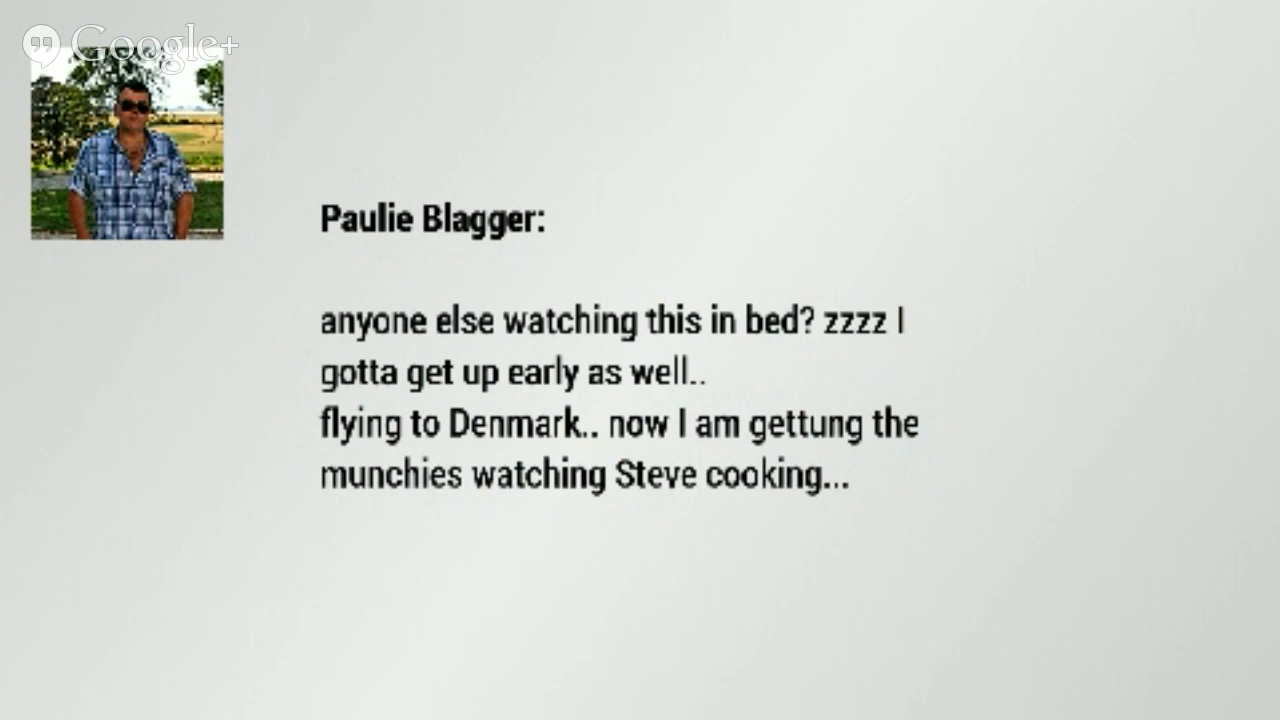 Google+
Paulie Blagger:
anyone else watching this in bed? zzzz I
gotta get up early as well..
flying to Denmark.. now I am gettung the
munchies watching Steve cooking...